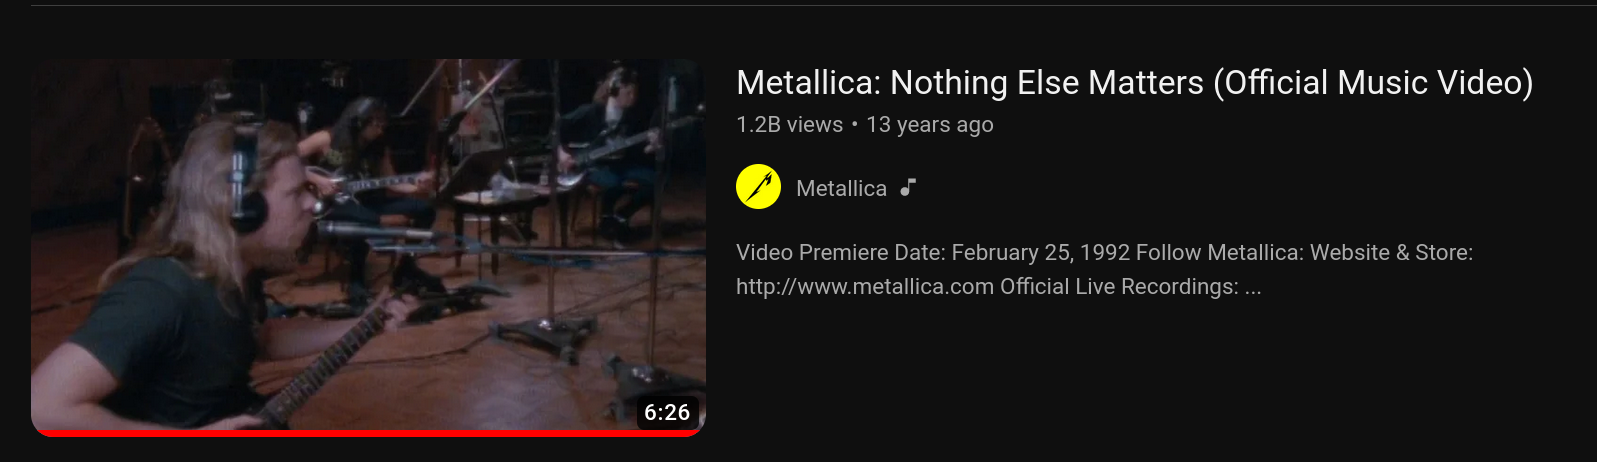 Metallica: Nothing Else Matters (Official Music Video)
1.2B views • 13 years ago
Metallica
Video Premiere Date: February 25, 1992 Follow Metallica: Website & Store:
http://www.metallica.com Official Live Recordings: ...
6:26